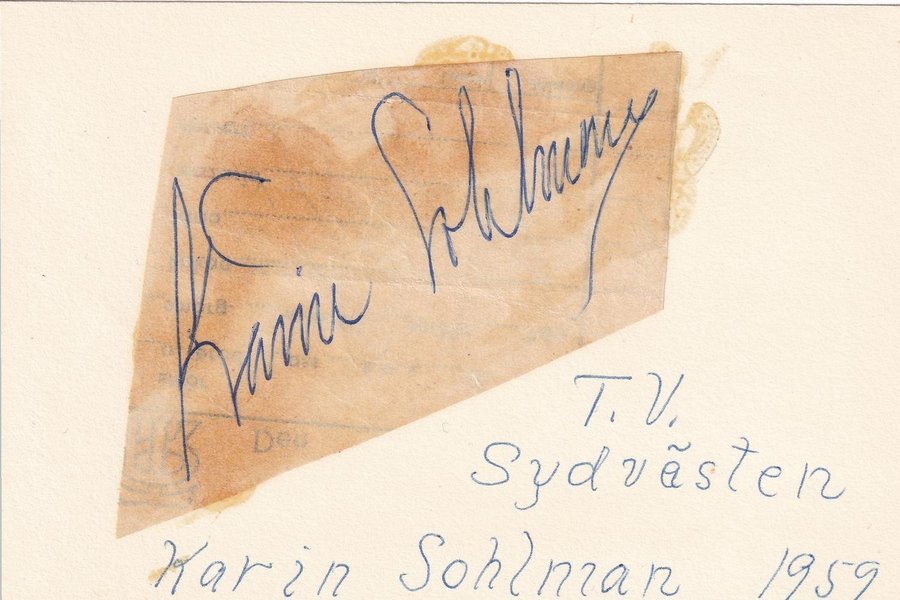 Karin Sohlman
T.V.
Sydvästen
Karin Sohlman 1959